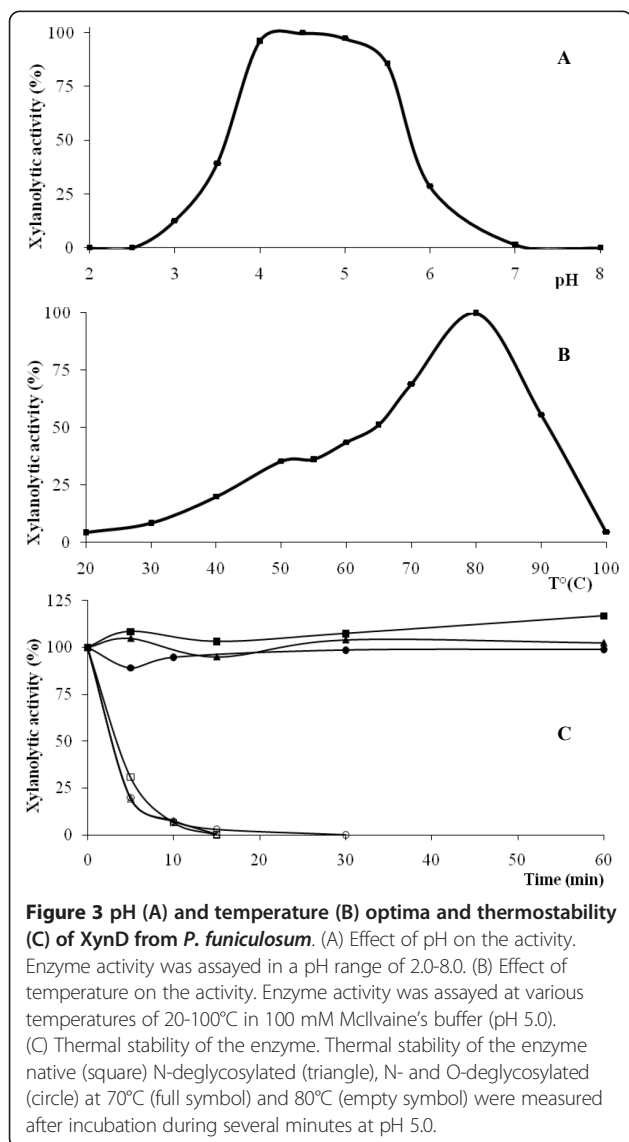 100
75
50
25
0
Xylanolytic activity (%)
A
2 3 4 5 6 7 8
pH
100
75
50
25
0
Xylanolytic activity (%)
B
20 30 40 50 60 70 80 90 100
T°(C)
125
100
75
50
25
0
Xylanolytic activity (%)
C
0 10 20 30 40 50 60
Time (min)
Figure 3 pH (A) and temperature (B) optima and thermostability
(C) of XynD from P. funiculosum. (A) Effect of pH on the activity.
Enzyme activity was assayed in a pH range of 2.0-8.0. (B) Effect of
temperature on the activity. Enzyme activity was assayed at various
temperatures of 20-100°C in 100 mM McIlvaine's buffer (pH 5.0).
(C) Thermal stability of the enzyme. Thermal stability of the enzyme
native (square) N-deglycosylated (triangle), N- and O-deglycosylated
(circle) at 70°C (full symbol) and 80°C (empty symbol) were measured
after incubation during several minutes at pH 5.0.